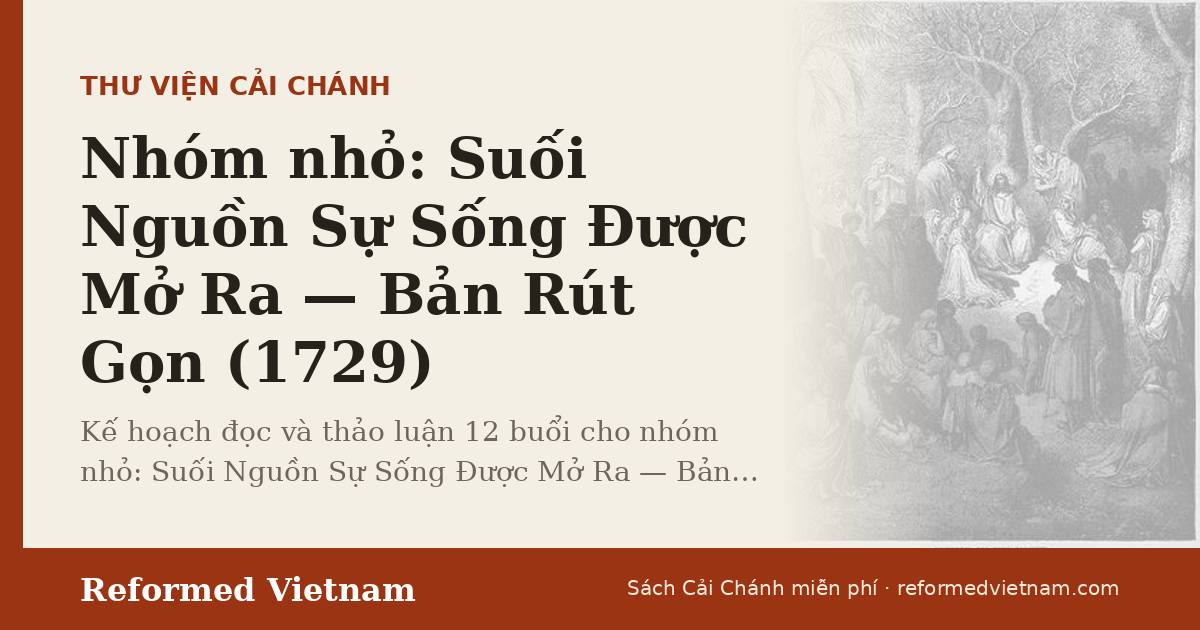 THƯ VIỆN CẢI CHÁNH
Nhóm nhỏ: Suối
Nguồn Sự Sống Được
Mở Ra — Bản Rút
Gọn (1729)
Kế hoạch đọc và thảo luận 12 buổi cho nhóm
nhỏ: Suối Nguồn Sự Sống Được Mở Ra — Bản...
Reformed Vietnam
Sách Cải Chánh miễn phí · reformedvietnam.com